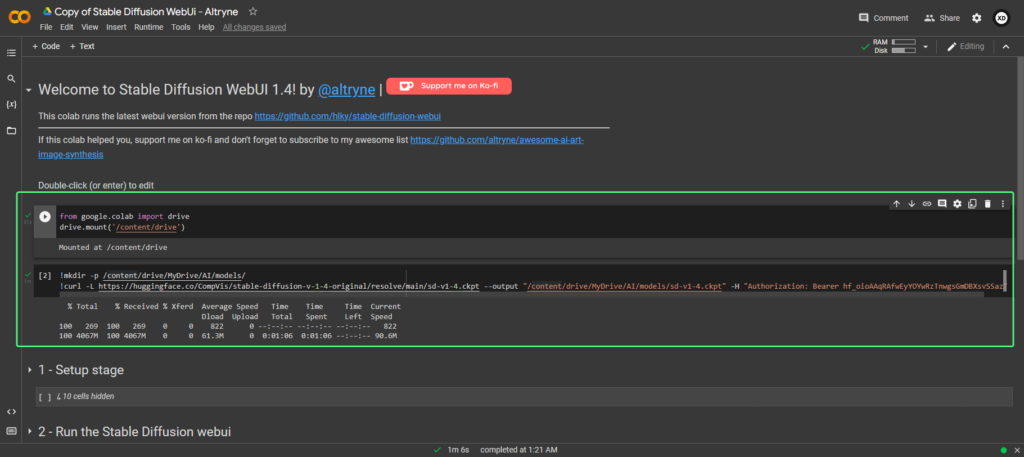 Copy of Stable Diffusion WebUi - Altryne
File Edit View Insert Runtime Tools Help All changes saved
Comment Share XD
+ Code + Text
RAM
Disk
Editing
Welcome to Stable Diffusion WebUI 1.4! by @altryne | Support me on Ko-fi
This colab runs the latest webui version from the repo https://github.com/hlky/stable-diffusion-webui
If this colab helped you, support me on ko-fi and don't forget to subscribe to my awesome list https://github.com/altryne/awesome-ai-art-
image-synthesis
Double-click (or enter) to edit
from google.colab import drive
drive.mount('/content/drive')
Mounted at /content/drive
[2] !mkdir -p /content/drive/MyDrive/AI/models/
!curl -L https://huggingface.co/CompVis/stable-diffusion-v-1-4-original/resolve/main/sd-v1-4.ckpt --output "/content/drive/MyDrive/AI/models/sd-v1-4.ckpt" -H "Authorization: Bearer
% Total % Received % Xferd Average Speed Time Time Time Current
Dload Upload Total Spent Left Speed
100 269 100 269 0 0 822 0 --:--:-- --:--:-- --:--:-- 822
100 4067M 100 4067M 0 0 61.3M 0 0:01:06 0:01:06 --:--:-- 90.6M
1 - Setup stage
[ ] ↳ 10 cells hidden
2 - Run the Stable Diffusion webui
1m 6s completed at 1:21 AM